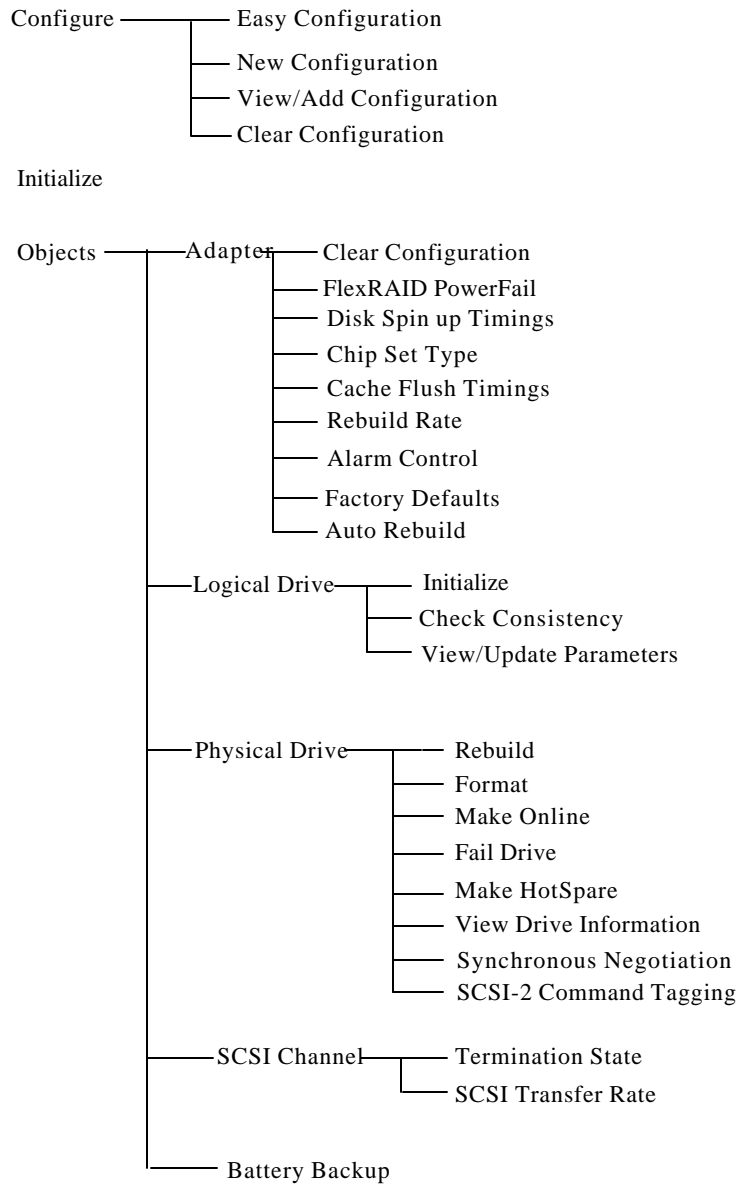 Configure Easy Configuration
New Configuration
View/Add Configuration
Clear Configuration
Initialize
Objects Adapter Clear Configuration
FlexRAID PowerFail
Disk Spin up Timings
Chip Set Type
Cache Flush Timings
Rebuild Rate
Alarm Control
Factory Defaults
Auto Rebuild
Logical Drive Initialize
Check Consistency
View/Update Parameters
Physical Drive Rebuild
Format
Make Online
Fail Drive
Make HotSpare
View Drive Information
Synchronous Negotiation
SCSI-2 Command Tagging
SCSI Channel Termination State
SCSI Transfer Rate
Battery Backup